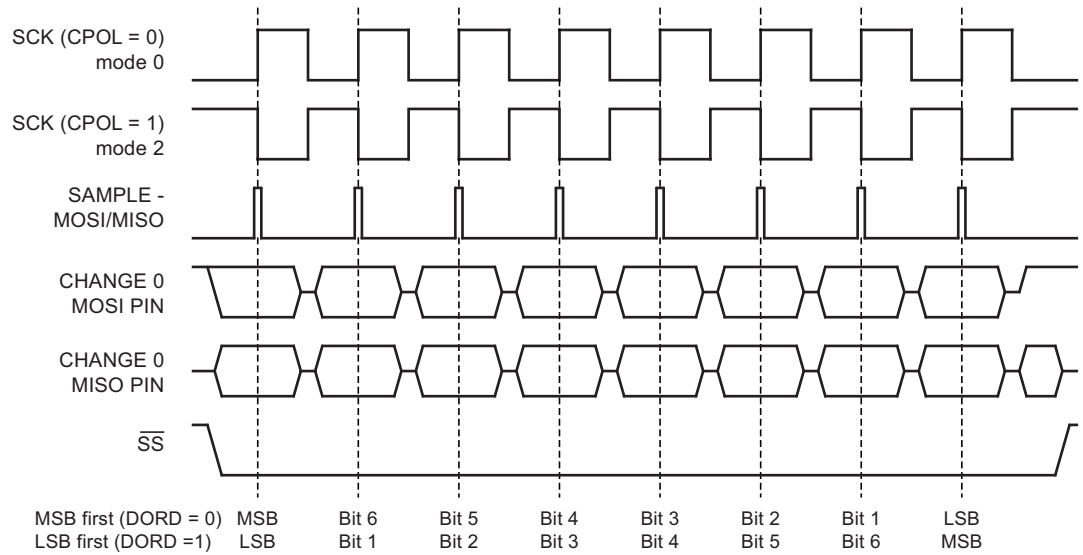 SCK (CPOL = 0)
mode 0
SCK (CPOL = 1)
mode 2
SAMPLE -
MOSI/MISO
CHANGE 0
MOSI PIN
CHANGE 0
MISO PIN
SS
MSB first (DORD = 0) MSB Bit 6 Bit 5 Bit 4 Bit 3 Bit 2 Bit 1 LSB
LSB first (DORD =1) LSB Bit 1 Bit 2 Bit 3 Bit 4 Bit 5 Bit 6 MSB